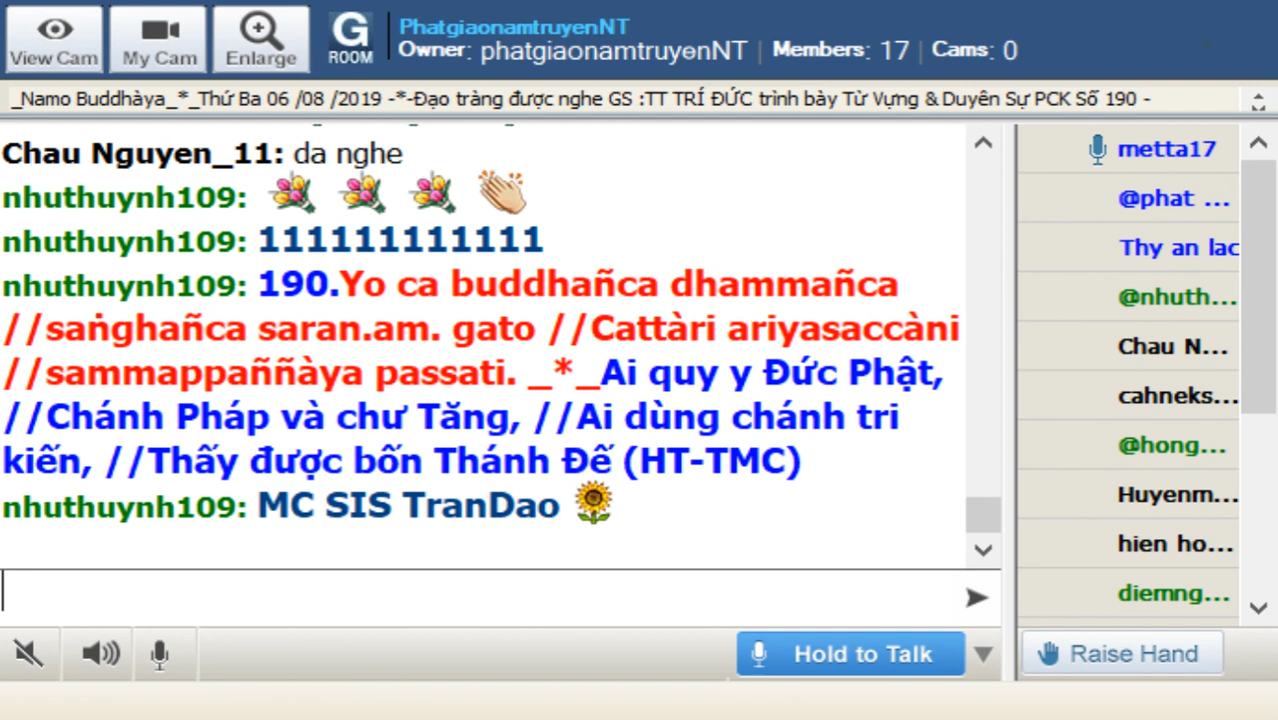 View Cam
My Cam
Enlarge
G
ROOM
PhatgiaonamtruyenNT
Owner: phatgiaonamtruyenNT | Members: 17 | Cams: 0
_Namo Buddhàya_*_Thứ Ba 06 /08 /2019 -*-Đạo tràng được nghe GS :TT TRÍ ĐỨC trình bày Từ Vựng & Duyên Sự PCK Số 190 -
Chau Nguyen_11: da nghe
nhuthuynh109:
nhuthuynh109: 111111111111
nhuthuynh109: 190.Yo ca buddhañca dhammañca
//saṅghañca saran.am. gato //Cattàri ariyasaccàni
//sammappaññàya passati. _*_Ai quy y Đức Phật,
//Chánh Pháp và chư Tăng, //Ai dùng chánh tri
kiến, //Thấy được bốn Thánh Đế (HT-TMC)
nhuthuynh109: MC SIS TranDao
metta17
@phat ...
Thy an lac
@nhuth...
Chau N...
cahneks...
@hong...
Huyenm...
hien ho...
diemng...
Hold to Talk
Raise Hand